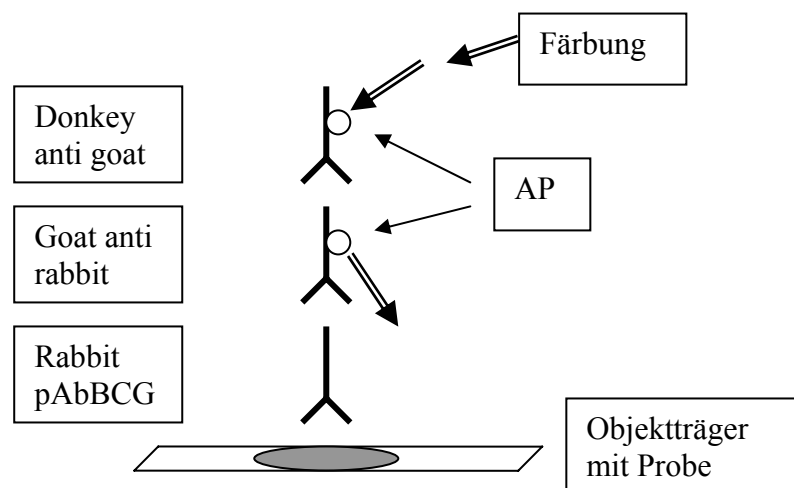 Färbung
Donkey
anti goat
AP
Goat anti
rabbit
Rabbit
pAbBCG
Objektträger
mit Probe